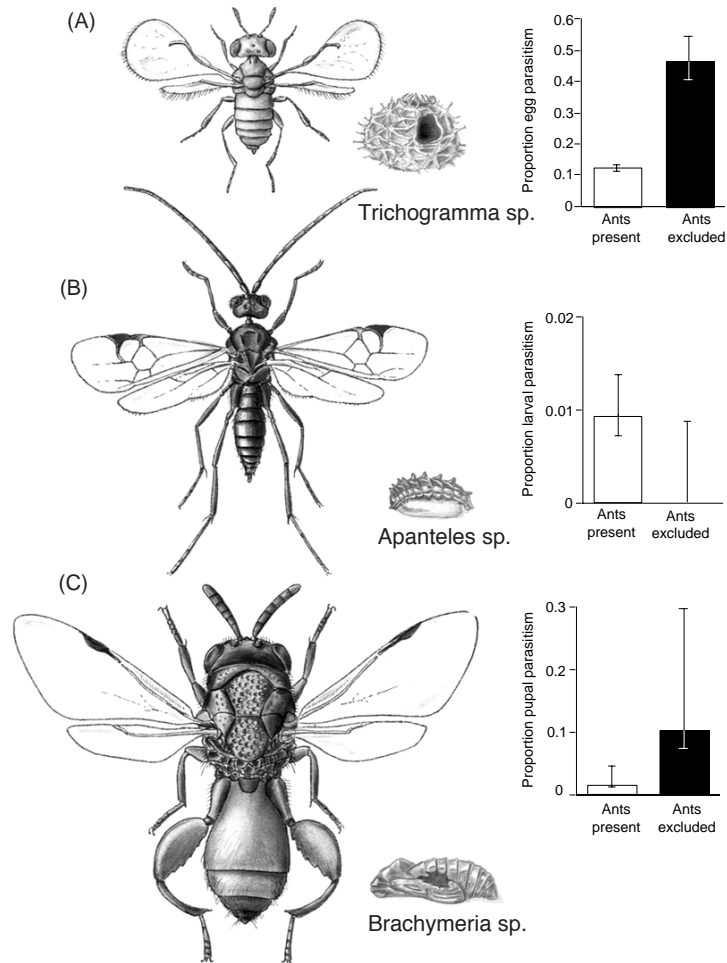 (A)
Trichogramma sp.
Proportion egg parasitism
0.6
0.5
0.4
0.3
0.2
0.1
0
Ants present
Ants excluded
(B)
Apanteles sp.
Proportion larval parasitism
0.02
0.01
0
Ants present
Ants excluded
(C)
Brachymeria sp.
Proportion pupal parasitism
0.3
0.2
0.1
0
Ants present
Ants excluded